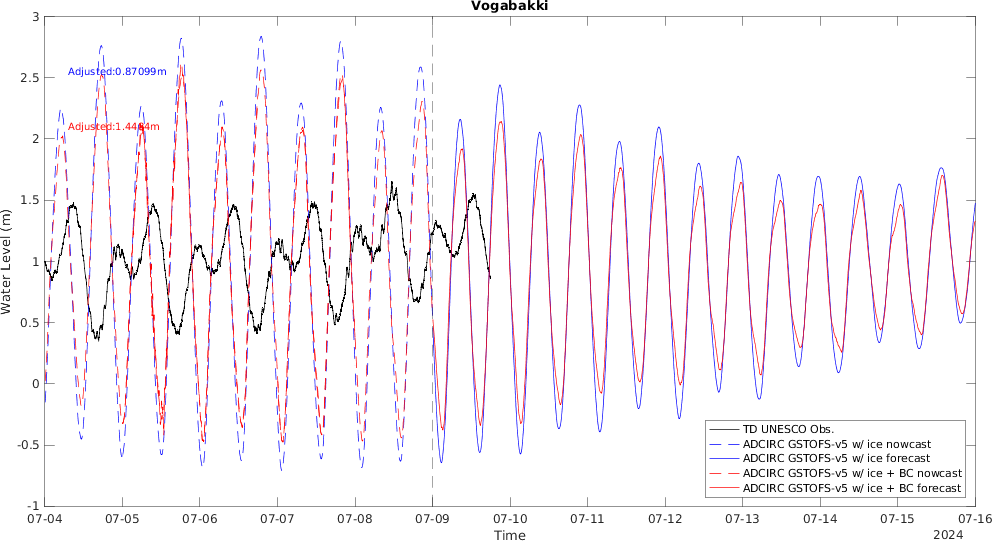 Vogabakki
3
2.5
2
1.5
1
0.5
0
-0.5
-1
Water Level (m)
Adjusted:0.87099m
Adjusted:1.4464m
TD UNESCO Obs.
ADCIRC GSTOFS-v5 w/ ice nowcast
ADCIRC GSTOFS-v5 w/ ice forecast
ADCIRC GSTOFS-v5 w/ ice + BC nowcast
ADCIRC GSTOFS-v5 w/ ice + BC forecast
07-04 07-05 07-06 07-07 07-08 07-09 07-10 07-11 07-12 07-13 07-14 07-15 07-16
Time
2024